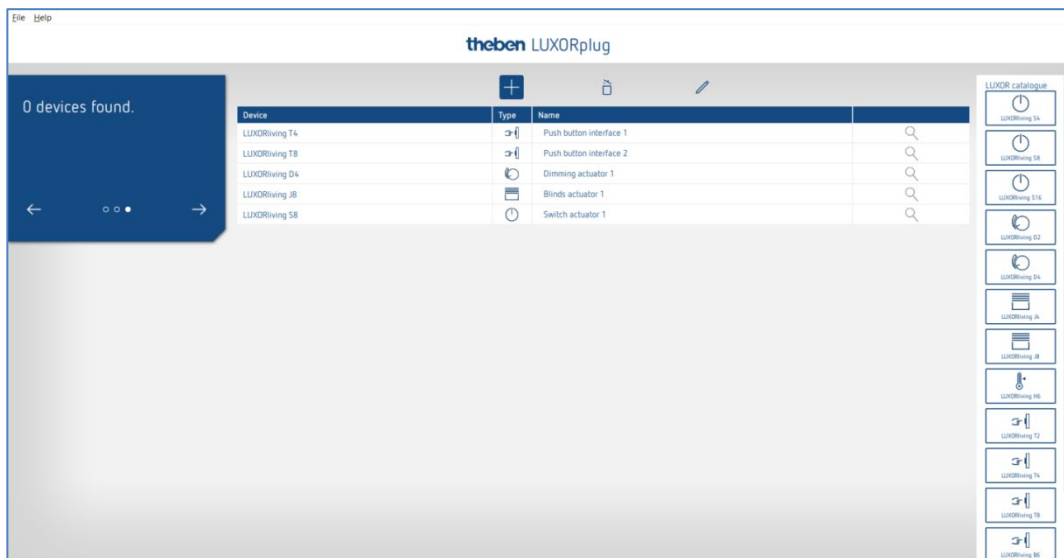 File Help
theben LUXORplug
0 devices found.
Device Type Name
LUXORliving T4 Push button interface 1
LUXORliving T8 Push button interface 2
LUXORliving D4 Dimming actuator 1
LUXORliving J8 Blinds actuator 1
LUXORliving S8 Switch actuator 1
LUXOR catalogue
LUXORliving S4
LUXORliving S8
LUXORliving S16
LUXORliving D2
LUXORliving D4
LUXORliving J4
LUXORliving J8
LUXORliving H6
LUXORliving T2
LUXORliving T4
LUXORliving T8
LUXORliving B6